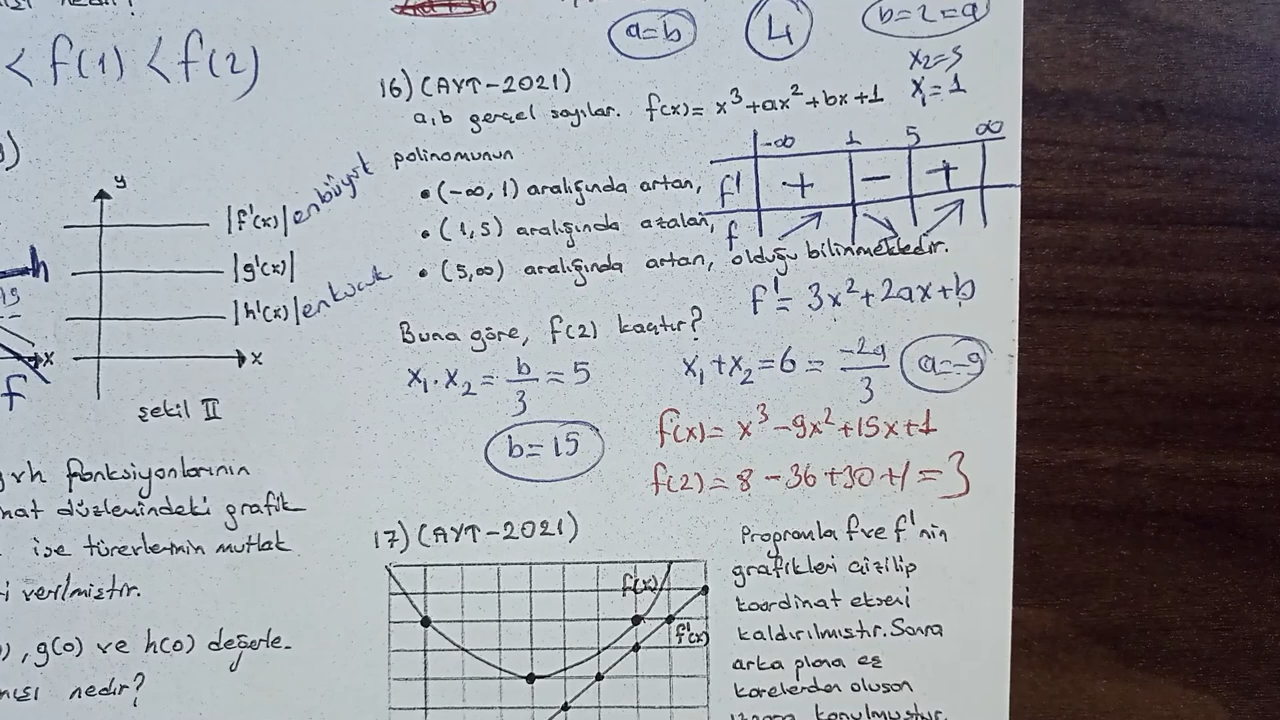 < f(1) < f(2)
y
|f'(x)| en büyük
|g'(x)|
|h'(x)| en küçük
h
x
x
f
şekil II
fonksiyonlarının
düzlemindeki grafik
ise türevlerinin mutlak
verilmiştir.
, g(0) ve h(0) değerle-
nedir?
a=b
4
b=2=a
x₂=5
x₁=1
16) (AYT-2021)
a,b gerçel sayılar. f(x)= x³+ax²+bx+1
polinomunun
• (-∞, 1) aralığında artan,
• (1,5) aralığında azalan,
• (5,∞) aralığında artan, olduğu bilinmektedir.
-∞ 1 5 ∞
f' + - +
f
f'= 3x²+2ax+b
Buna göre, f(2) kaçtır?
x₁.x₂ = b/3 = 5
x₁+x₂=6= -2a/3
a=-9
b=15
f(x)= x³-9x²+15x+1
f(2)= 8-36+30+1=3
17) (AYT-2021)
f(x)
f'(x)
Programla f ve f'nin
grafikleri çizilip
koordinat ekseni
kaldırılmıştır. Sonra
arka plana eş
karelerden oluşan
konulmuştur.